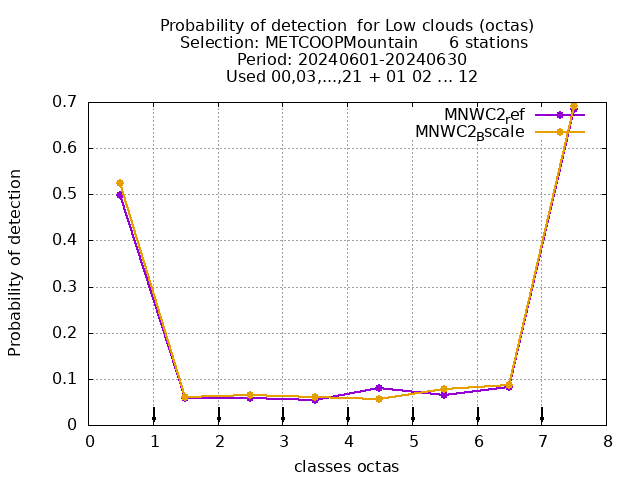 Probability of detection  for Low clouds (octas)
Selection: METCOOPMountain      6 stations
Period: 20240601-20240630
Used 00,03,...,21 + 01 02 ... 12
MNWC2ref
MNWC2Bscale
0.7
0.6
0.5
0.4
0.3
0.2
0.1
0
Probability of detection
0 1 2 3 4 5 6 7 8
classes octas